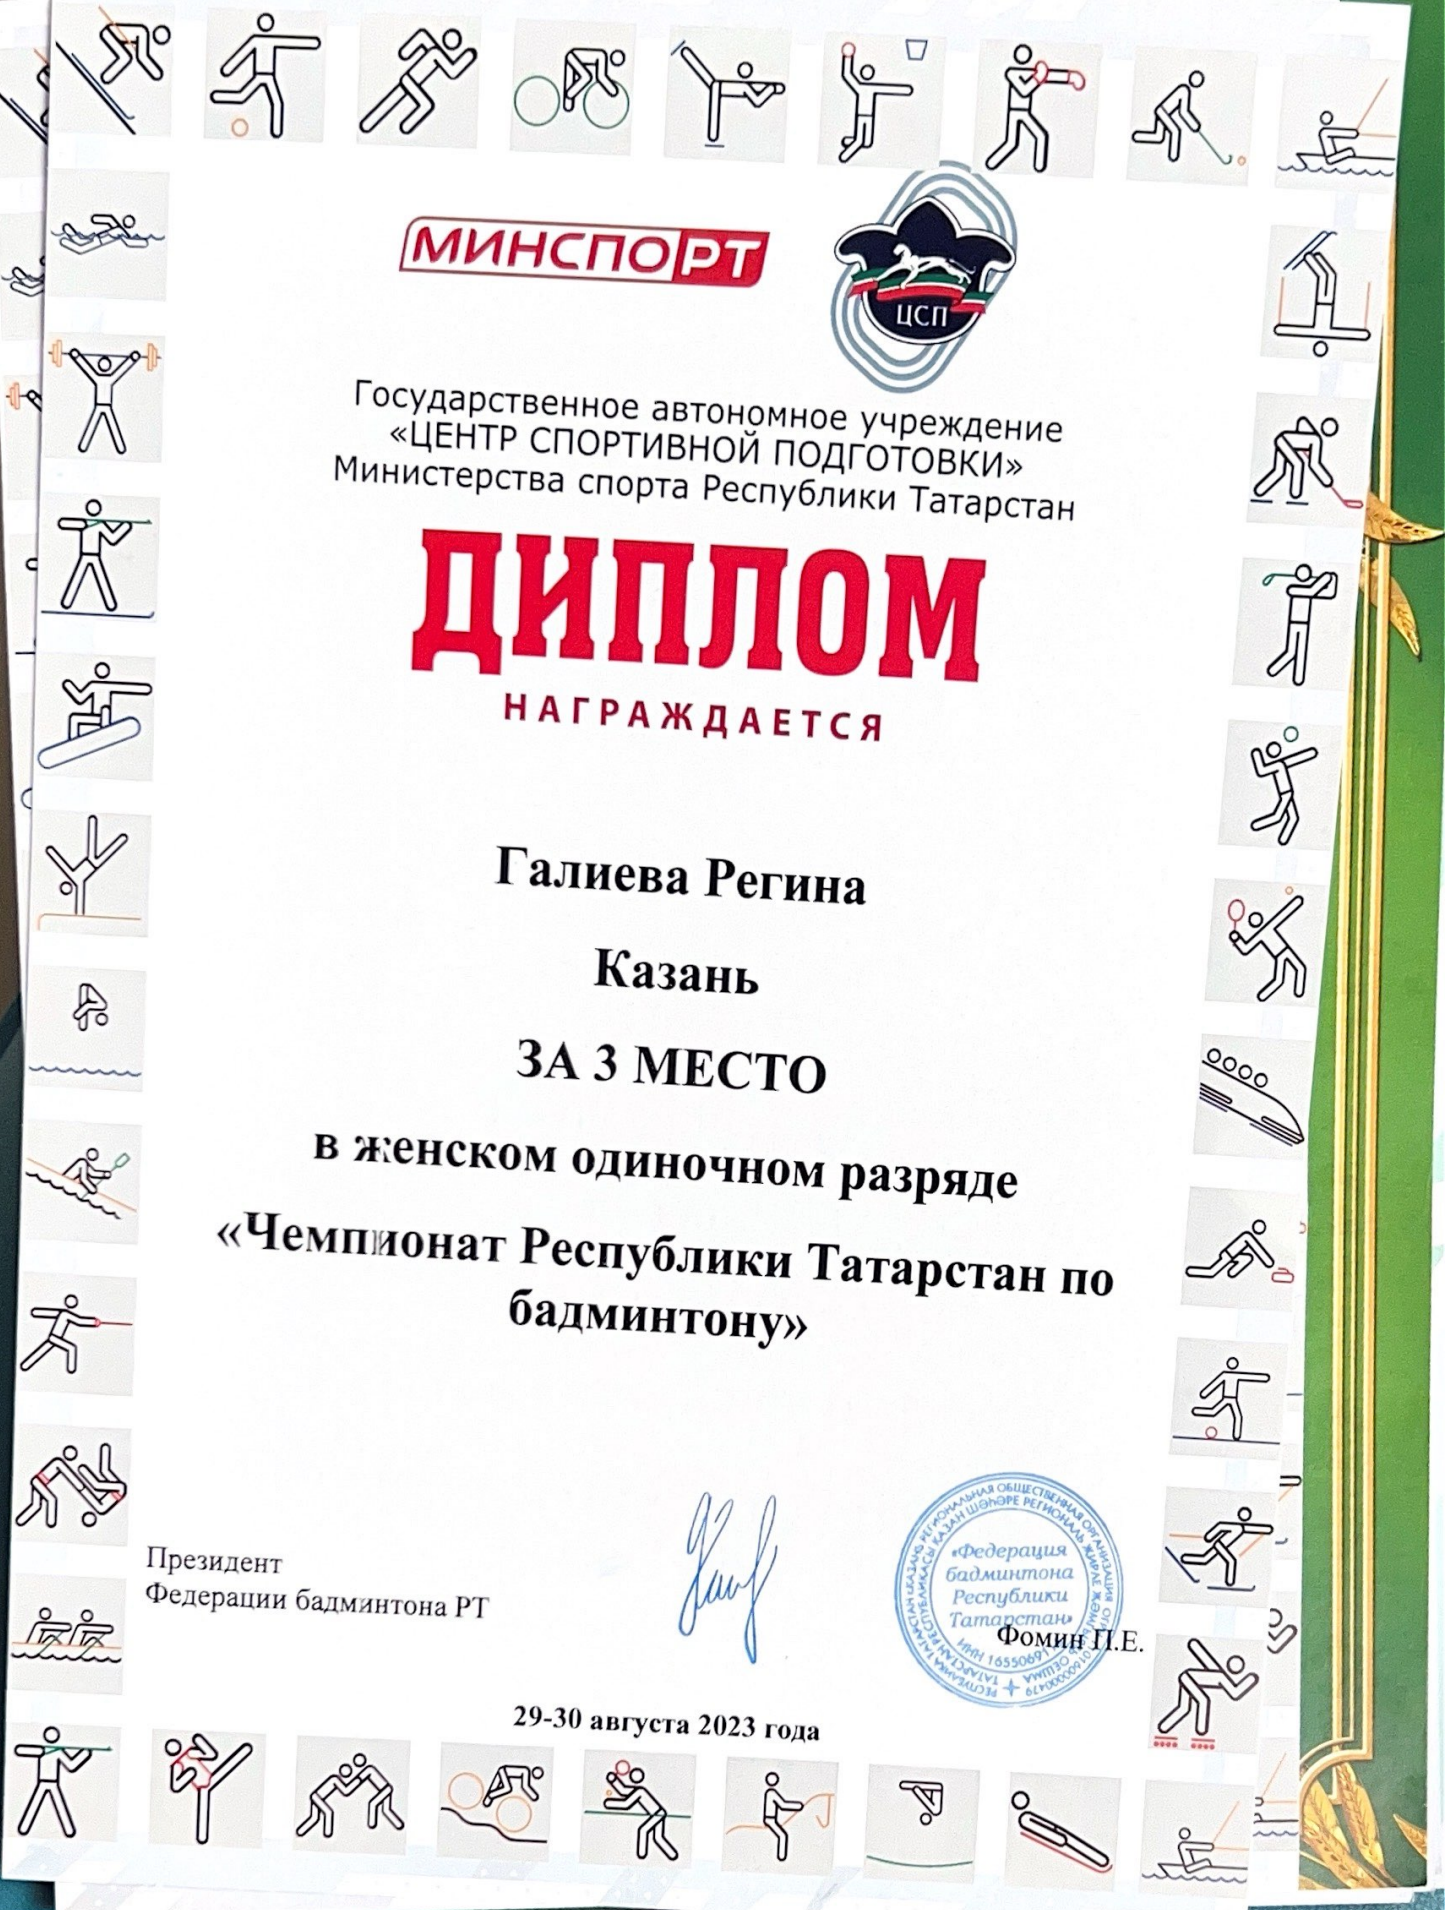 МИНСПОРТ
ЦСП
Государственное автономное учреждение
«ЦЕНТР СПОРТИВНОЙ ПОДГОТОВКИ»
Министерства спорта Республики Татарстан
ДИПЛОМ
НАГРАЖДАЕТСЯ
Галиева Регина
Казань
ЗА 3 МЕСТО
в женском одиночном разряде
«Чемпионат Республики Татарстан по
бадминтону»
Президент
Федерации бадминтона РТ
«Федерация
бадминтона
Республики
Татарстан»
Фомин П.Е.
29-30 августа 2023 года